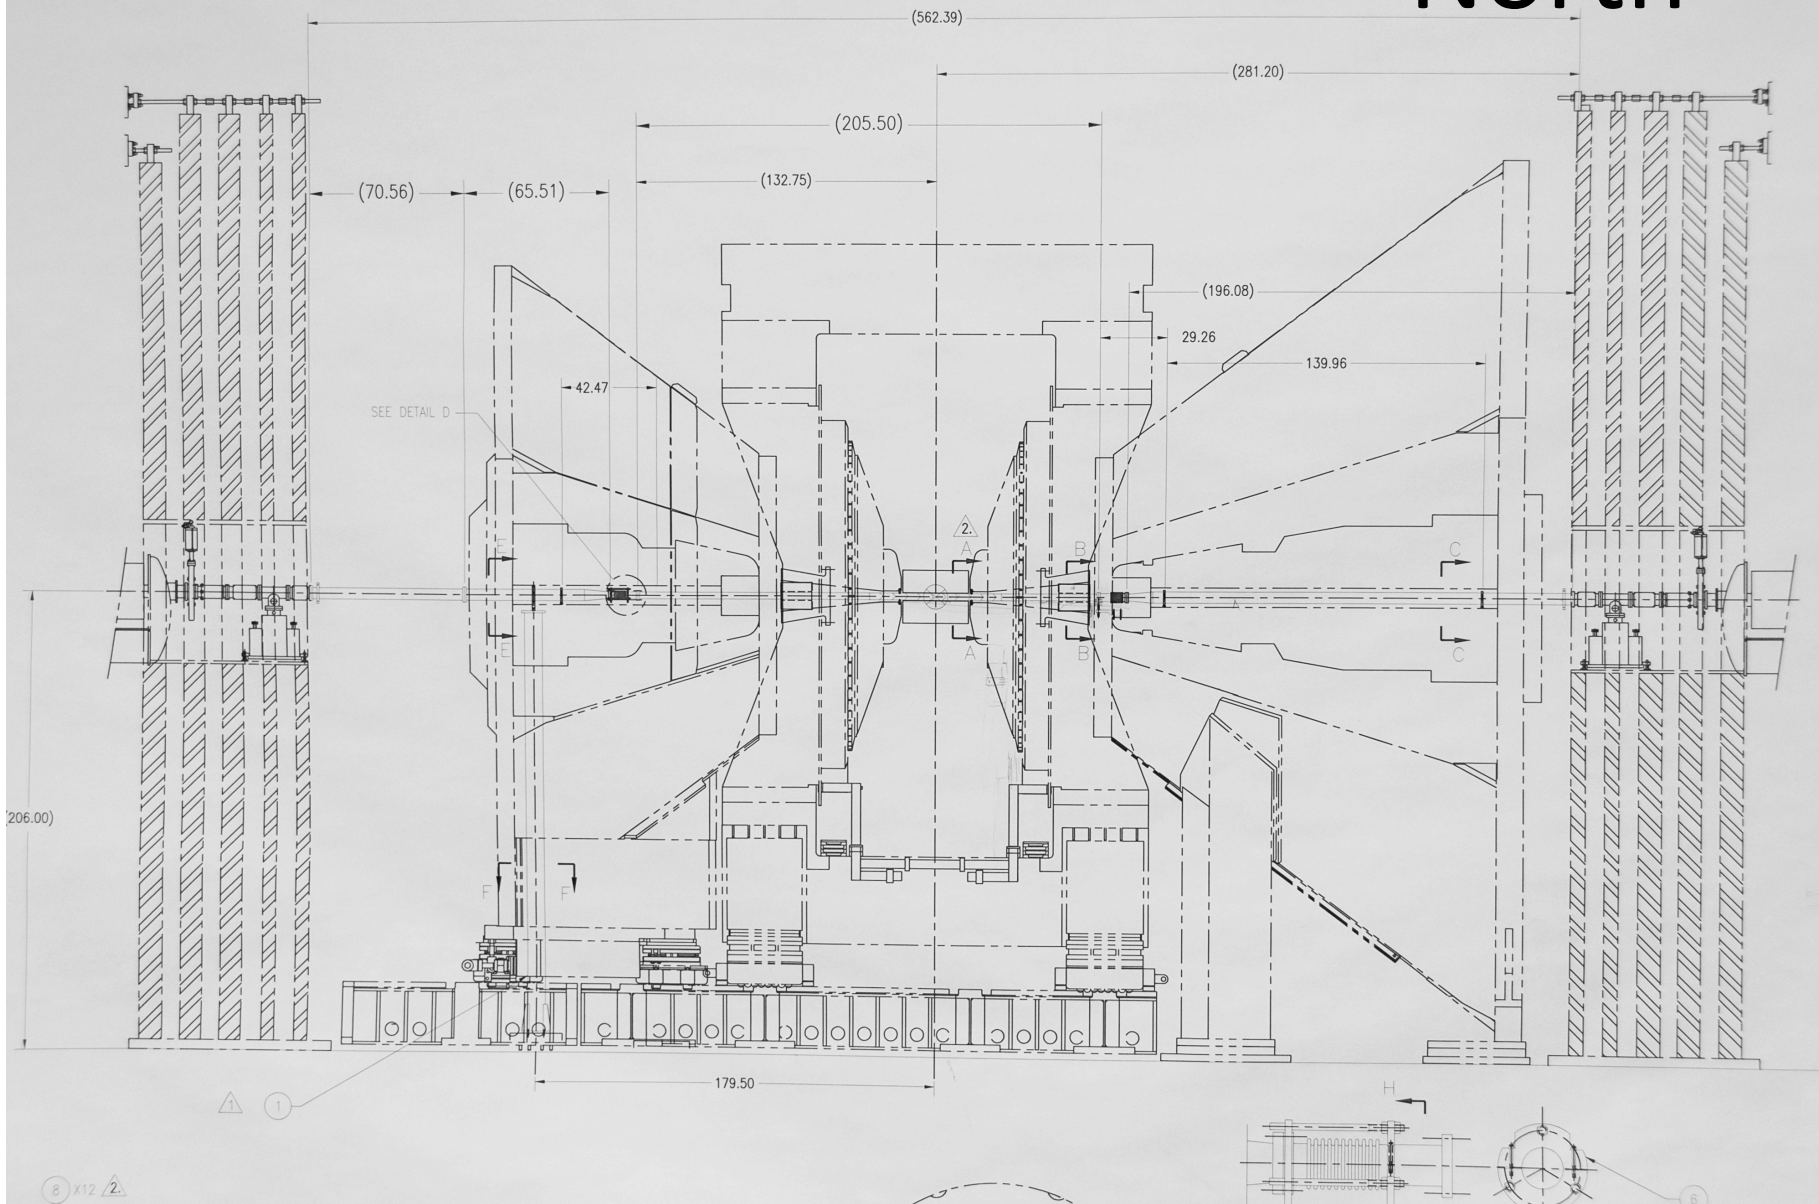 North
(562.39)
(281.20)
(205.50)
(132.75)
(70.56)
(65.51)
(196.08)
29.26
139.96
42.47
SEE DETAIL D
2.
A
B
E
C
A
B
E
C
(206.00)
F
F
179.50
1
1
H
8 X12 2.
6